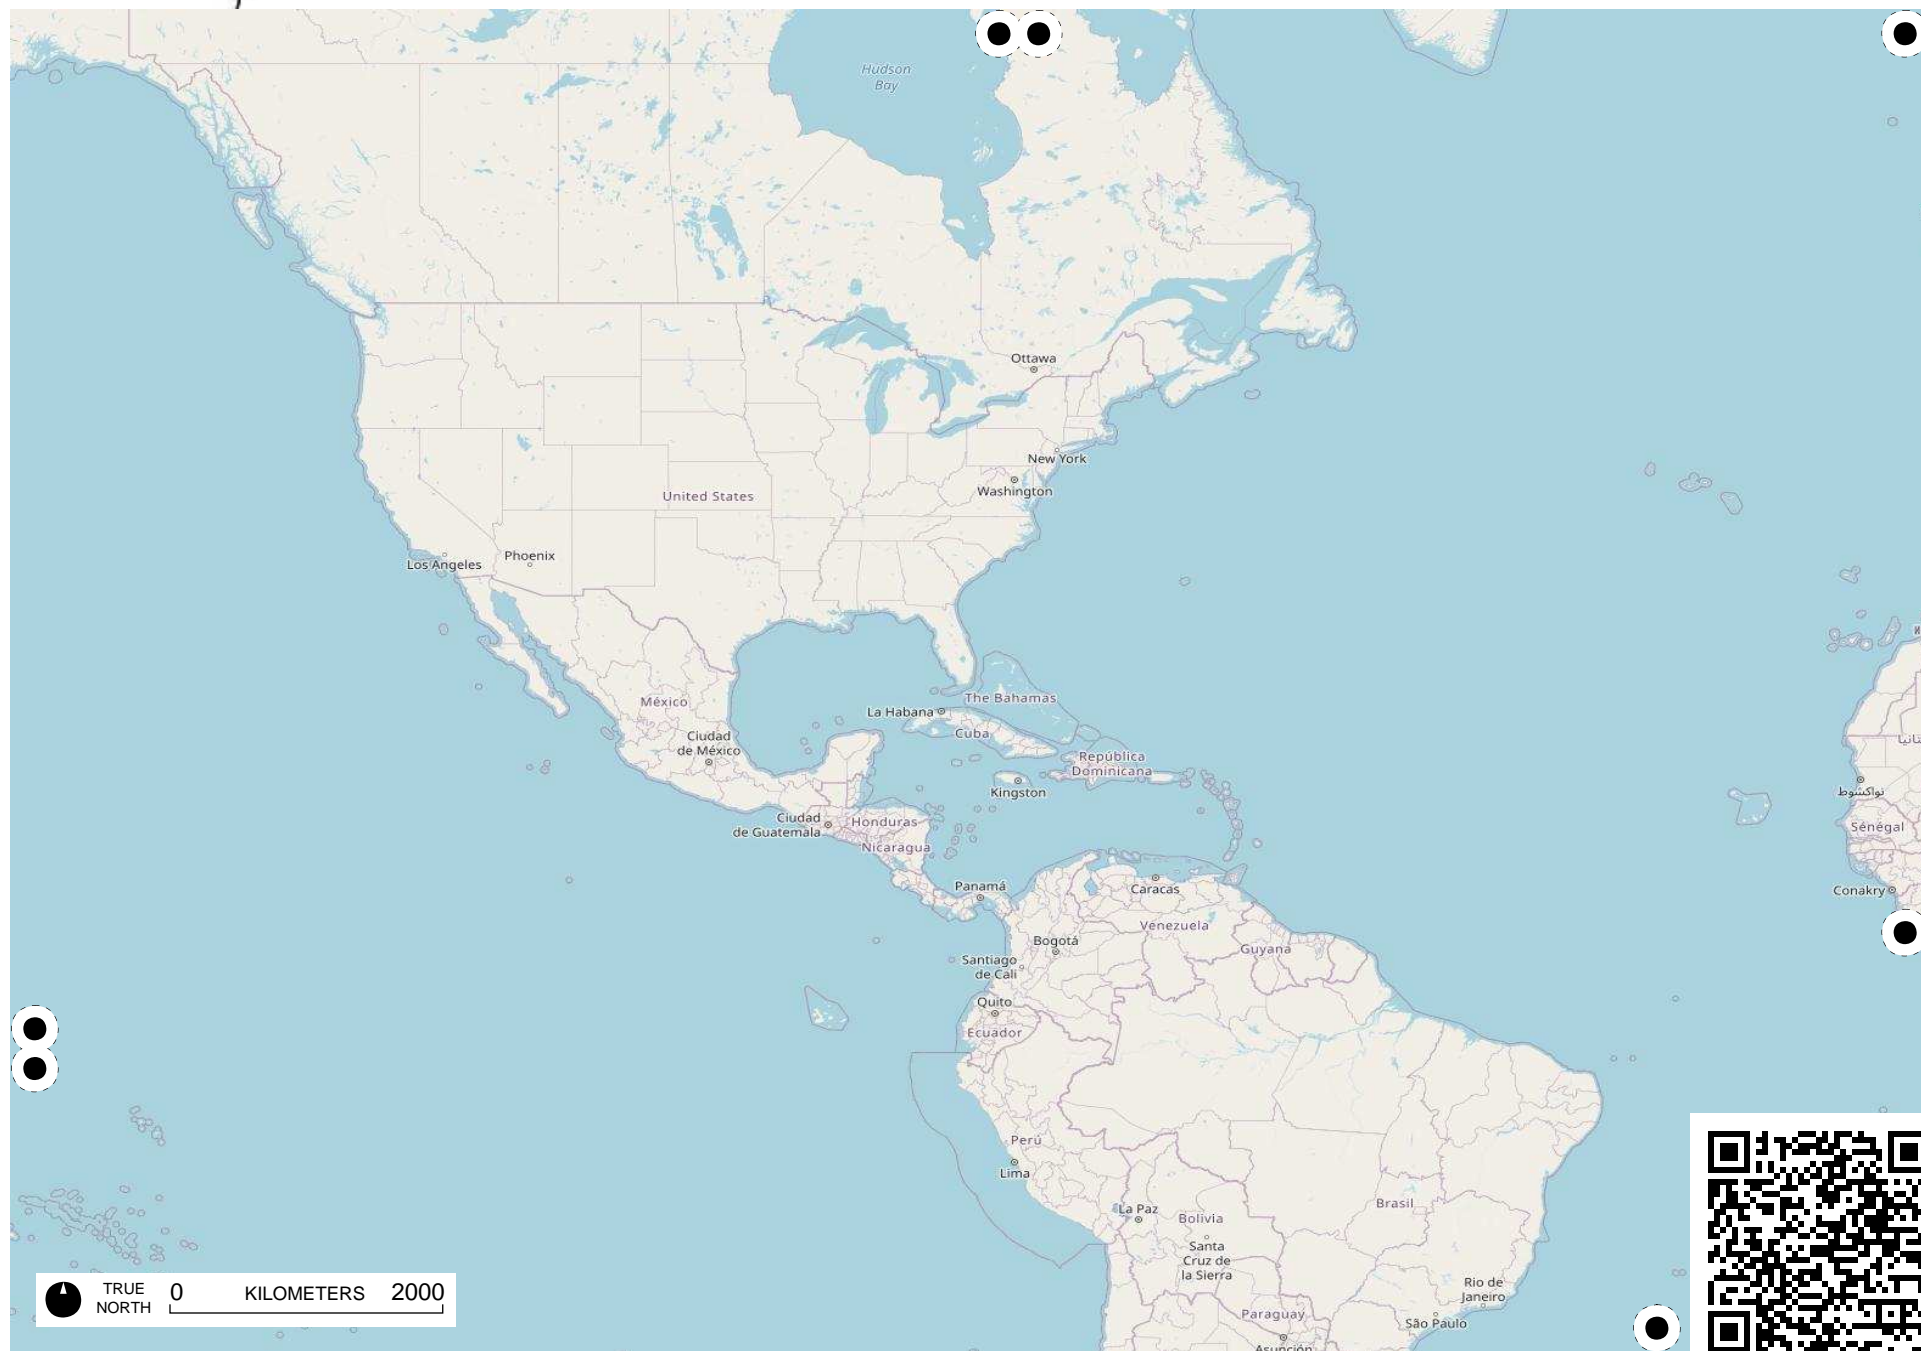 Hudson
Bay
Ottawa
New York
Washington
United States
Phoenix
Los Angeles
México
The Bahamas
La Habana
Cuba
Ciudad
de México
República
Dominicana
Kingston
نواكشوط
Ciudad
de Guatemala
Honduras
Sénégal
Nicaragua
Panamá
Caracas
Conakry
Venezuela
Bogotá
Guyana
Santiago
de Cali
Quito
Ecuador
Perú
Lima
Brasil
La Paz
Bolivia
Santa
Cruz de
la Sierra
Rio de
Janeiro
TRUE
NORTH
0 KILOMETERS 2000
Paraguay
São Paulo
Asunción